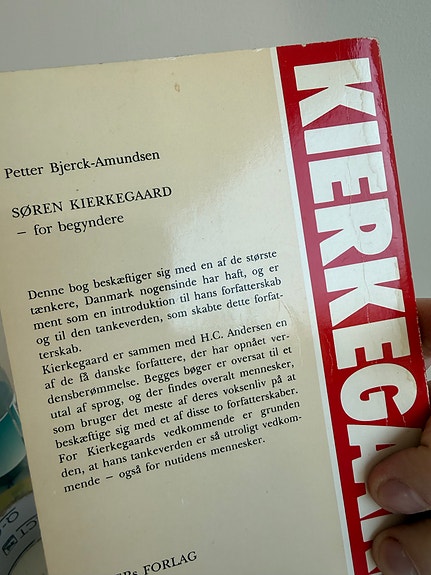 Petter Bjerck-Amundsen
SØREN KIERKEGAARD
– for begyndere
Denne bog beskæftiger sig med en af de største
tænkere, Danmark nogensinde har haft, og er
ment som en introduktion til hans forfatterskab
og til den tankeverden, som skabte dette forfat-
terskab.
Kierkegaard er sammen med H.C. Andersen en
af de få danske forfattere, der har opnået ver-
densberømmelse. Begges bøger er oversat til et
utal af sprog, og der findes overalt mennesker,
som bruger det meste af deres voksenliv på at
beskæftige sig med et af disse to forfatterskaber.
For Kierkegaards vedkommende er grunden
den, at hans tankeverden er så utroligt vedkom-
mende – også for nutidens mennesker.
FORLAG
KIERKEGA